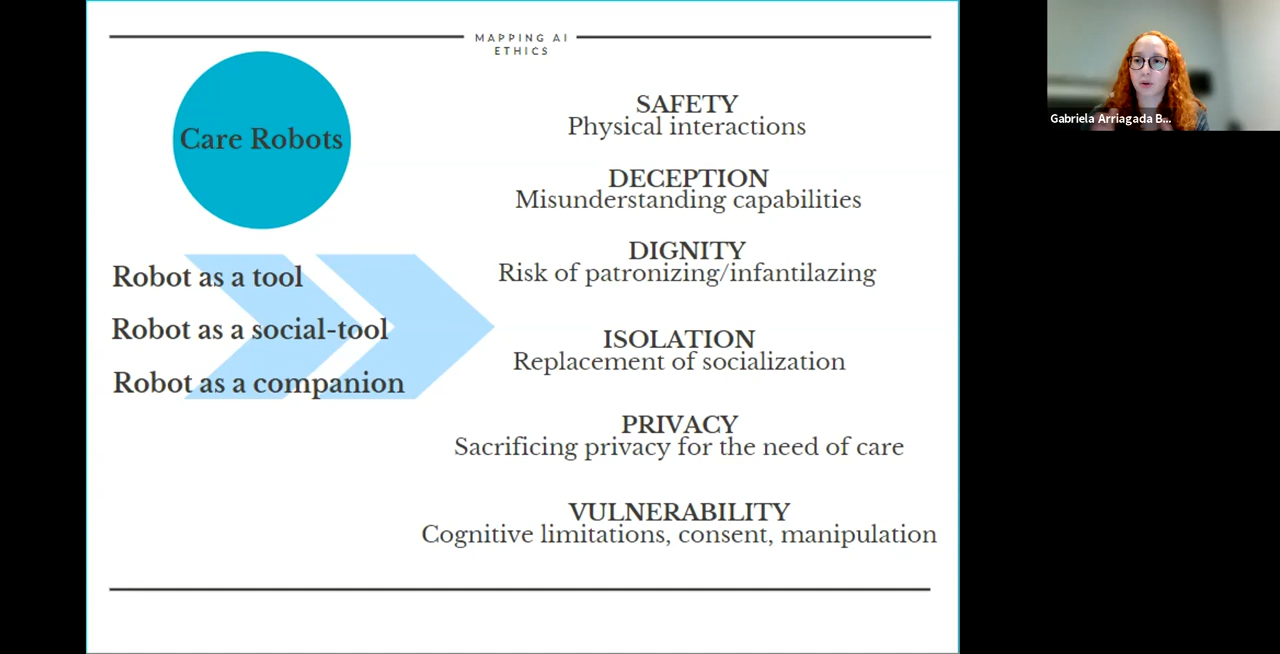 MAPPING AI
ETHICS
Care Robots
Robot as a tool
Robot as a social-tool
Robot as a companion
SAFETY
Physical interactions
DECEPTION
Misunderstanding capabilities
DIGNITY
Risk of patronizing/infantilazing
ISOLATION
Replacement of socialization
PRIVACY
Sacrificing privacy for the need of care
VULNERABILITY
Cognitive limitations, consent, manipulation
Gabriela Arriagada B...